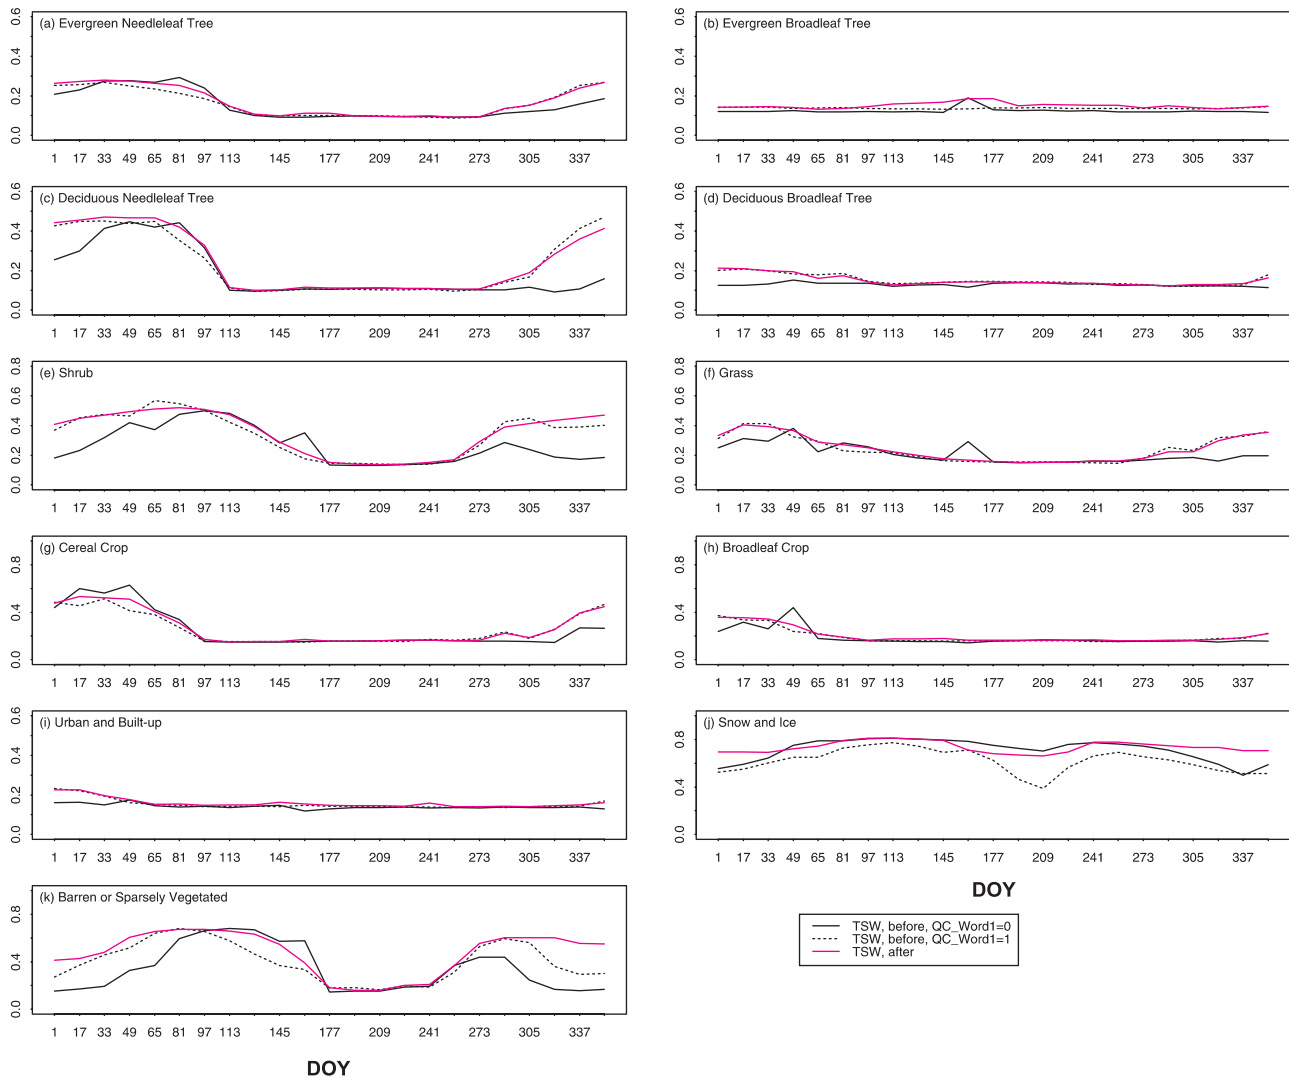 (a) Evergreen Needleleaf Tree
0.0 0.2 0.4 0.6
1 17 33 49 65 81 97 113 145 177 209 241 273 305 337
(b) Evergreen Broadleaf Tree
0.0 0.2 0.4 0.6
1 17 33 49 65 81 97 113 145 177 209 241 273 305 337
(c) Deciduous Needleleaf Tree
0.0 0.2 0.4 0.6
1 17 33 49 65 81 97 113 145 177 209 241 273 305 337
(d) Deciduous Broadleaf Tree
0.0 0.2 0.4 0.6
1 17 33 49 65 81 97 113 145 177 209 241 273 305 337
(e) Shrub
0.0 0.2 0.4 0.6 0.8
1 17 33 49 65 81 97 113 145 177 209 241 273 305 337
(f) Grass
0.0 0.2 0.4 0.6 0.8
1 17 33 49 65 81 97 113 145 177 209 241 273 305 337
(g) Cereal Crop
0.0 0.4 0.8
1 17 33 49 65 81 97 113 145 177 209 241 273 305 337
(h) Broadleaf Crop
0.0 0.4 0.8
1 17 33 49 65 81 97 113 145 177 209 241 273 305 337
(i) Urban and Built-up
0.0 0.2 0.4 0.6
1 17 33 49 65 81 97 113 145 177 209 241 273 305 337
(j) Snow and Ice
0.0 0.4 0.8
1 17 33 49 65 81 97 113 145 177 209 241 273 305 337
DOY
(k) Barren or Sparsely Vegetated
0.0 0.4 0.8
1 17 33 49 65 81 97 113 145 177 209 241 273 305 337
DOY
TSW, before, QC_Word1=0
TSW, before, QC_Word1=1
TSW, after